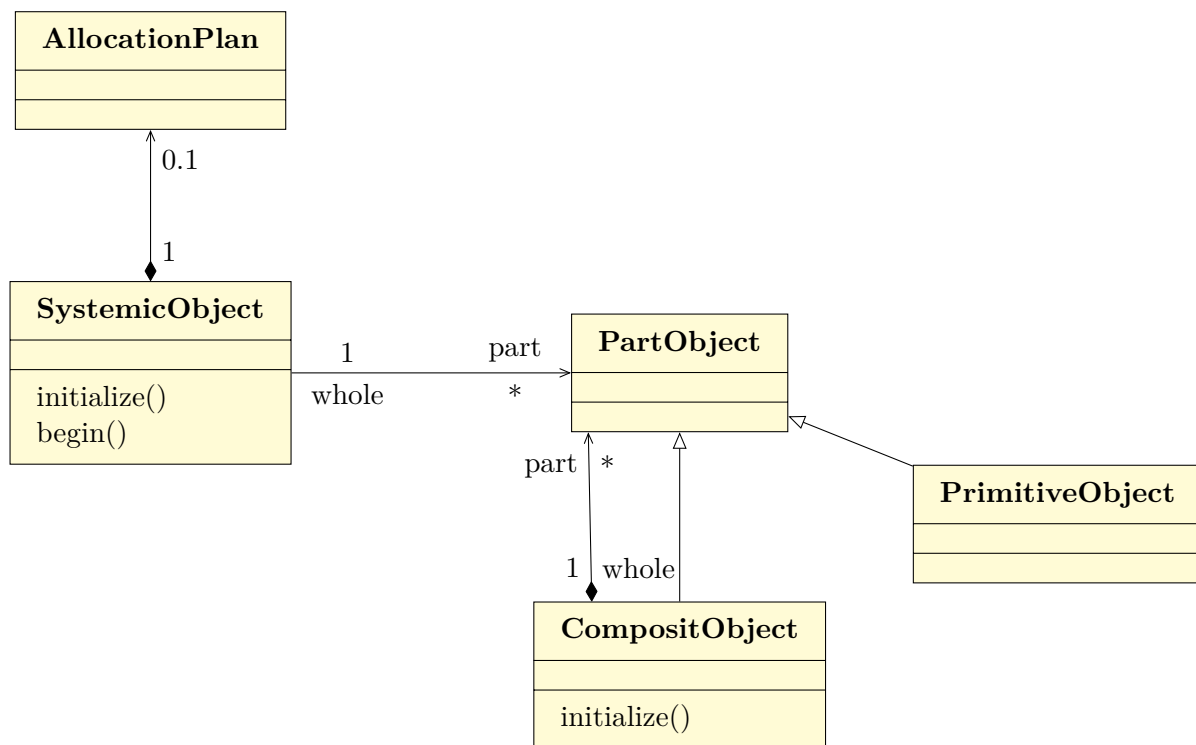 AllocationPlan
0.1
1
SystemicObject
initialize()
begin()
1
part
whole
*
PartObject
part
*
1
whole
PrimitiveObject
CompositObject
initialize()